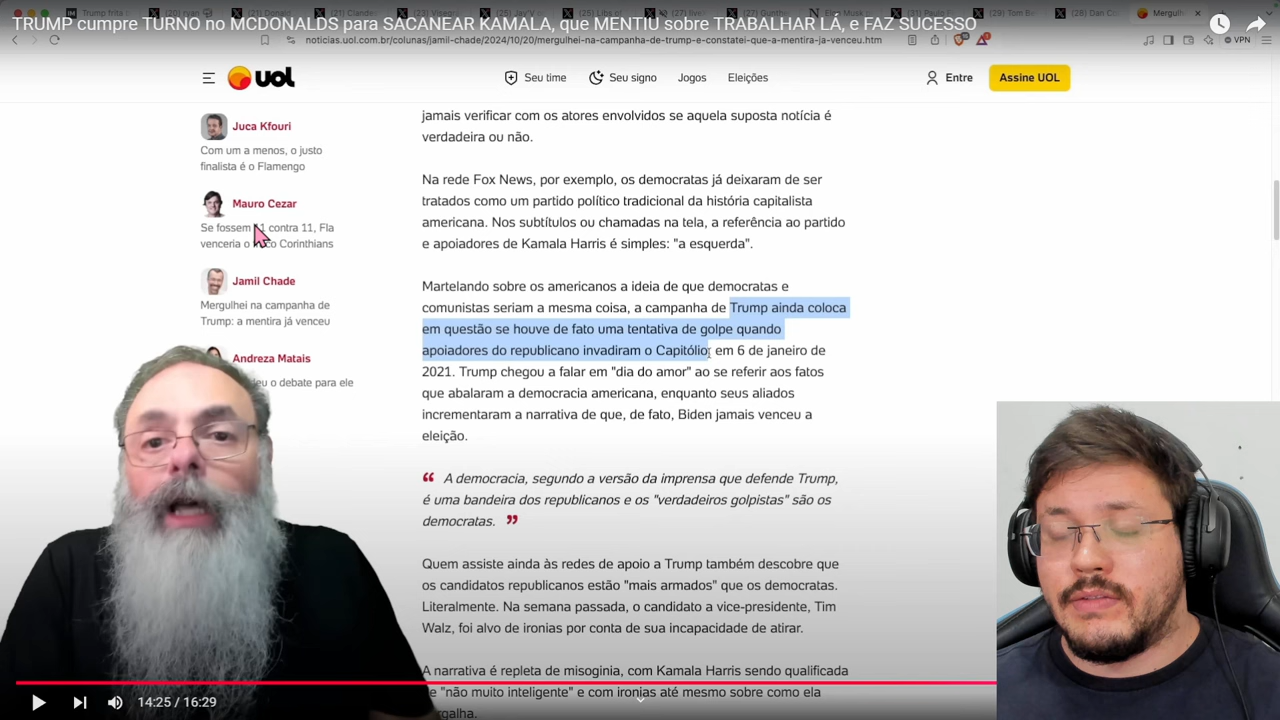 TRUMP cumpre TURNO no MCDONALDS para SACANEAR KAMALA, que MENTIU sobre TRABALHAR LÁ, e FAZ SUCESSO
noticias.uol.com.br/colunas/jamil-chade/2024/10/20/mergulhei-na-campanha-de-trump-e-constatei-que-a-mentira-ja-venceu.htm
VPN
uol
Seu time
Seu signo
Jogos
Eleições
Entre
Assine UOL
Juca Kfouri
Com um a menos, o justo
finalista é o Flamengo
Mauro Cezar
Se fossem 11 contra 11, Fla
venceria o Corinthians
Jamil Chade
Mergulhei na campanha de
Trump: a mentira já venceu
Andreza Matais
o debate para ele
jamais verificar com os atores envolvidos se aquela suposta notícia é
verdadeira ou não.
Na rede Fox News, por exemplo, os democratas já deixaram de ser
tratados como um partido político tradicional da história capitalista
americana. Nos subtítulos ou chamadas na tela, a referência ao partido
e apoiadores de Kamala Harris é simples: "a esquerda".
Martelando sobre os americanos a ideia de que democratas e
comunistas seriam a mesma coisa, a campanha de Trump ainda coloca
em questão se houve de fato uma tentativa de golpe quando
apoiadores do republicano invadiram o Capitólio, em 6 de janeiro de
2021. Trump chegou a falar em "dia do amor" ao se referir aos fatos
que abalaram a democracia americana, enquanto seus aliados
incrementaram a narrativa de que, de fato, Biden jamais venceu a
eleição.
“ A democracia, segundo a versão da imprensa que defende Trump,
é uma bandeira dos republicanos e os "verdadeiros golpistas" são os
democratas. ”
Quem assiste ainda às redes de apoio a Trump também descobre que
os candidatos republicanos estão "mais armados" que os democratas.
Literalmente. Na semana passada, o candidato a vice-presidente, Tim
Walz, foi alvo de ironias por conta de sua incapacidade de atirar.
A narrativa é repleta de misoginia, com Kamala Harris sendo qualificada
"não muito inteligente" e com ironias até mesmo sobre como ela
14:25 / 16:29